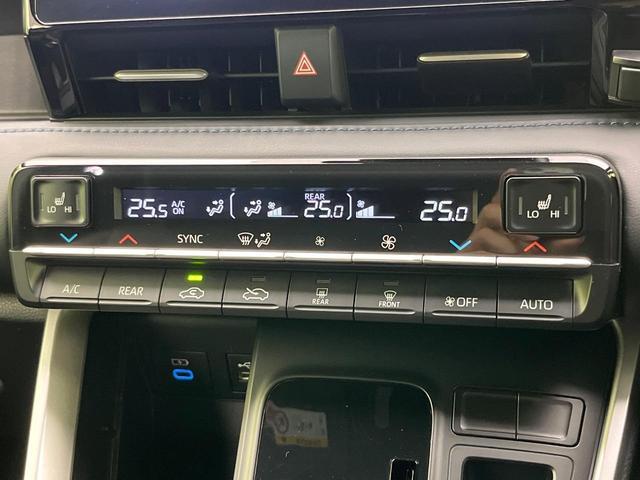 LO HI
25.5 A/C ON
REAR
25.0
25.0
LO HI
SYNC
A/C
REAR
REAR
FRONT
OFF
AUTO